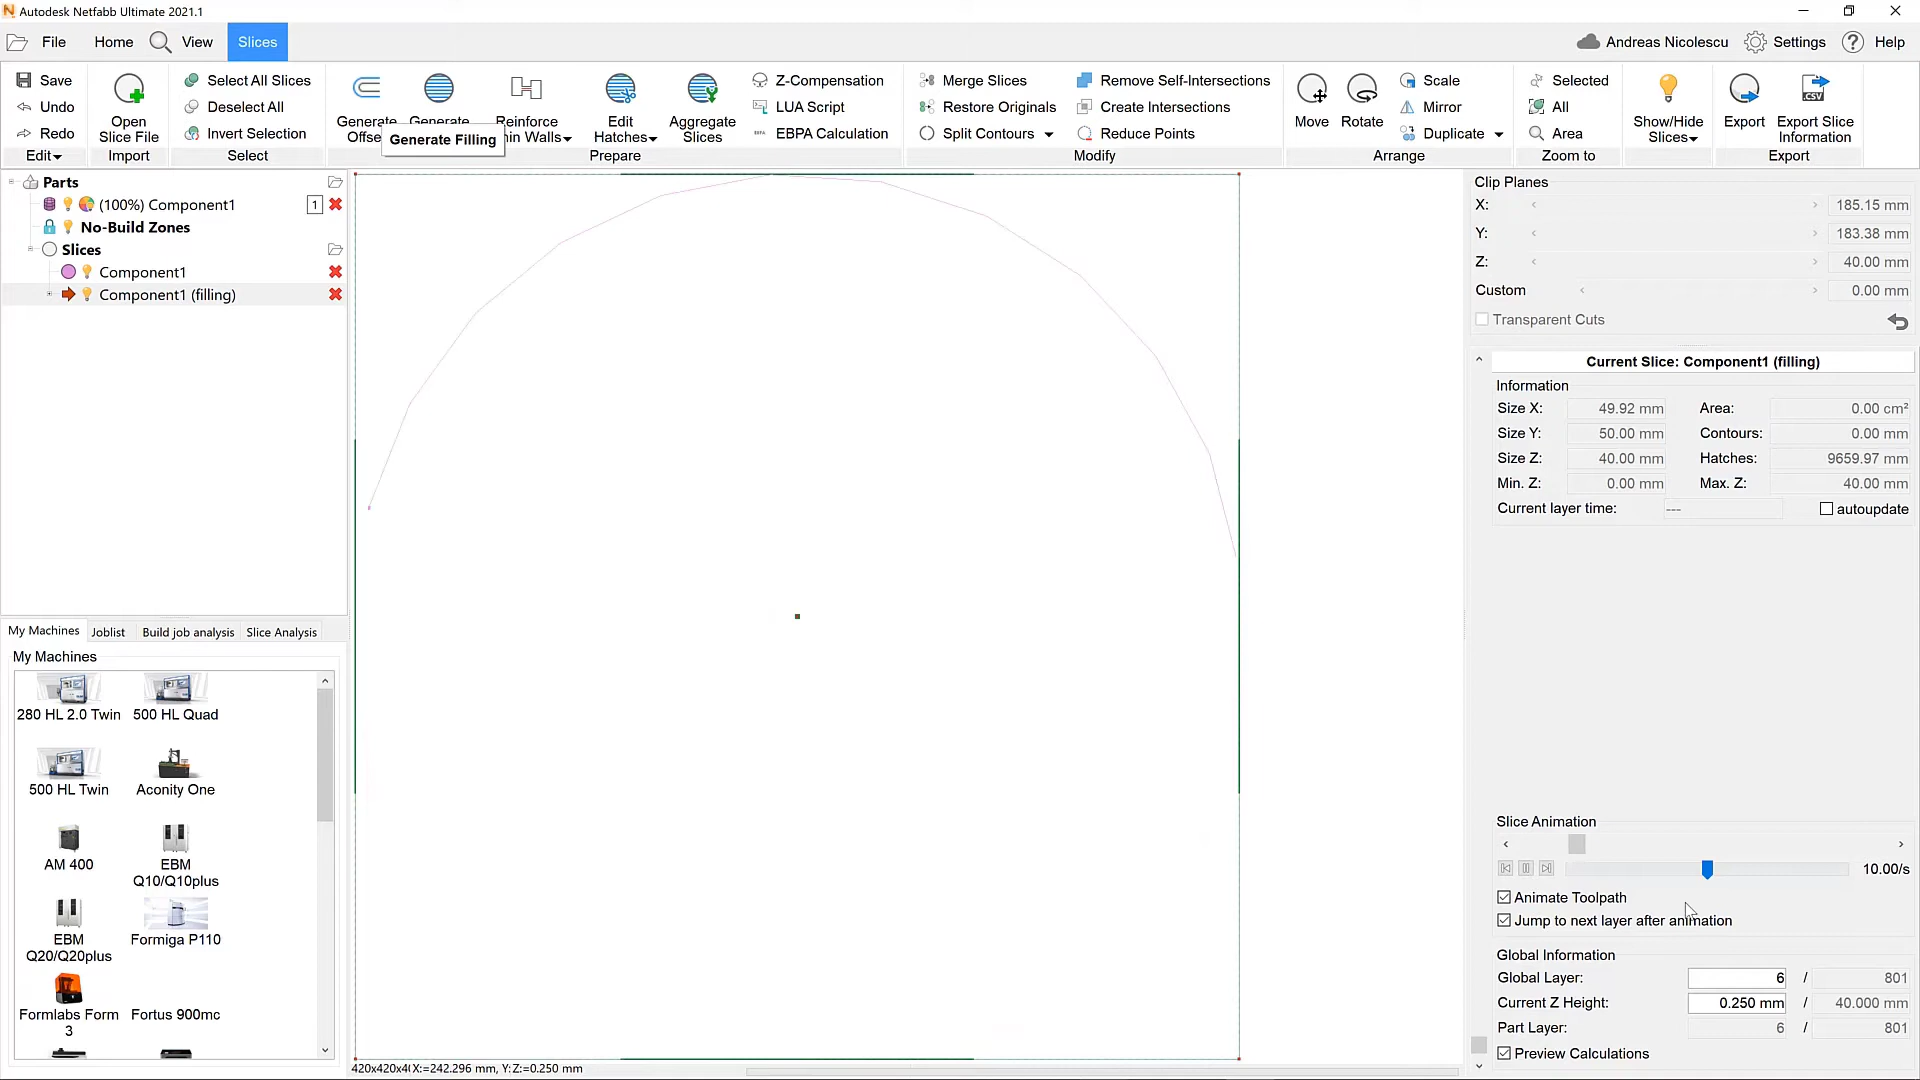 Autodesk Netfabb Ultimate 2021.1
File Home View Slices Andreas Nicolescu Settings Help
Save
Undo
Redo
Edit
Open
Slice File
Import
Select All Slices
Deselect All
Invert Selection
Select
Generate
Offse
Generate
Generate Filling
Reinforce
in Walls
Edit
Hatches
Aggregate
Slices
Z-Compensation
LUA Script
EBPA Calculation
Prepare
Merge Slices
Restore Originals
Split Contours
Remove Self-Intersections
Create Intersections
Reduce Points
Modify
Move
Rotate
Scale
Mirror
Duplicate
Arrange
Selected
All
Area
Zoom to
Show/Hide
Slices
Export
Export Slice
Information
Export
Parts
(100%) Component1 1
No-Build Zones
Slices
Component1
Component1 (filling)
My Machines Joblist Build job analysis Slice Analysis
My Machines
280 HL 2.0 Twin 500 HL Quad
500 HL Twin Aconity One
AM 400 EBM
Q10/Q10plus
EBM
Q20/Q20plus
Formiga P110
Formlabs Form
3
Fortus 900mc
420x420x4( X:=242.296 mm, Y: Z:=0.250 mm
Clip Planes
X: 185.15 mm
Y: 183.38 mm
Z: 40.00 mm
Custom 0.00 mm
Transparent Cuts
Current Slice: Component1 (filling)
Information
Size X: 49.92 mm Area: 0.00 cm²
Size Y: 50.00 mm Contours: 0.00 mm
Size Z: 40.00 mm Hatches: 9659.97 mm
Min. Z: 0.00 mm Max. Z: 40.00 mm
Current layer time: --- autoupdate
Slice Animation
10.00/s
Animate Toolpath
Jump to next layer after animation
Global Information
Global Layer: 6 / 801
Current Z Height: 0.250 mm / 40.000 mm
Part Layer: 6 / 801
Preview Calculations